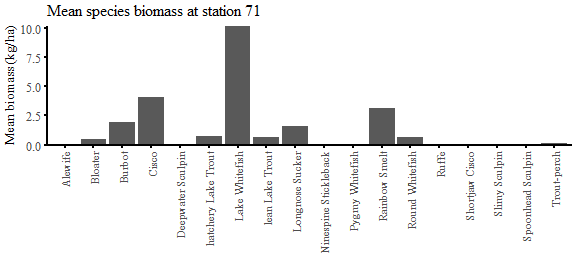 Mean species biomass at station 71
Mean biomass (kg/ha)
10.0
7.5
5.0
2.5
0.0
Alewife
Bloater
Burbot
Cisco
Deepwater Sculpin
hatchery Lake Trout
Lake Whitefish
lean Lake Trout
Longnose Sucker
Ninespine Stickleback
Pygmy Whitefish
Rainbow Smelt
Round Whitefish
Ruffe
Shortjaw Cisco
Slimy Sculpin
Spoonhead Sculpin
Trout-perch